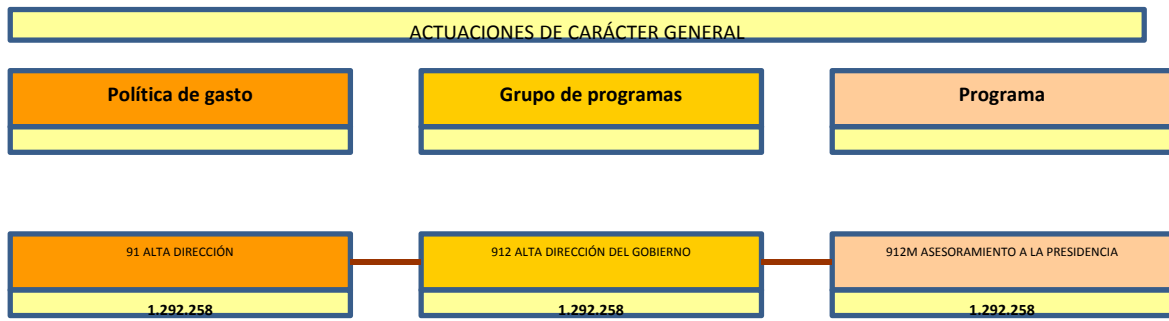 ACTUACIONES DE CARÁCTER GENERAL
Política de gasto
Grupo de programas
Programa
91 ALTA DIRECCIÓN
912 ALTA DIRECCIÓN DEL GOBIERNO
912M ASESORAMIENTO A LA PRESIDENCIA
1.292.258
1.292.258
1.292.258